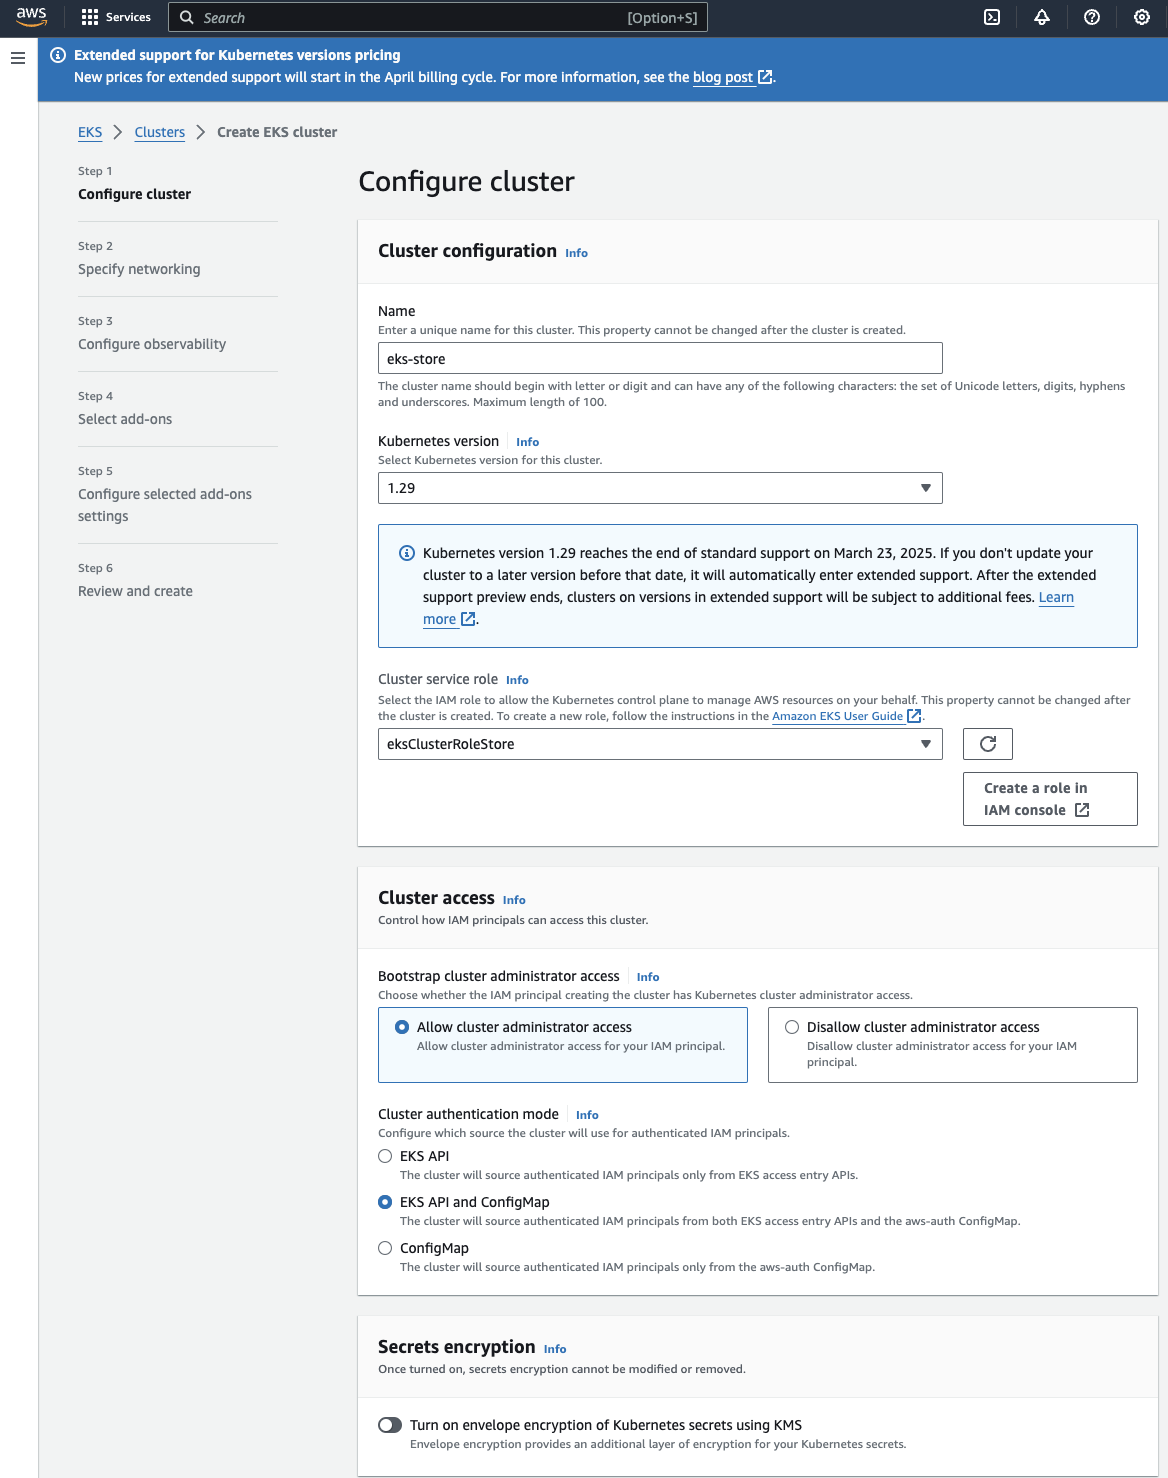 aws
Services
Search
[Option+S]
Extended support for Kubernetes versions pricing
New prices for extended support will start in the April billing cycle. For more information, see the blog post.
EKS
Clusters
Create EKS cluster
Step 1
Configure cluster
Step 2
Specify networking
Step 3
Configure observability
Step 4
Select add-ons
Step 5
Configure selected add-ons
settings
Step 6
Review and create
Configure cluster
Cluster configuration Info
Name
Enter a unique name for this cluster. This property cannot be changed after the cluster is created.
eks-store
The cluster name should begin with letter or digit and can have any of the following characters: the set of Unicode letters, digits, hyphens
and underscores. Maximum length of 100.
Kubernetes version Info
Select Kubernetes version for this cluster.
1.29
Kubernetes version 1.29 reaches the end of standard support on March 23, 2025. If you don't update your
cluster to a later version before that date, it will automatically enter extended support. After the extended
support preview ends, clusters on versions in extended support will be subject to additional fees. Learn
more.
Cluster service role Info
Select the IAM role to allow the Kubernetes control plane to manage AWS resources on your behalf. This property cannot be changed after
the cluster is created. To create a new role, follow the instructions in the Amazon EKS User Guide.
eksClusterRoleStore
Create a role in
IAM console
Cluster access Info
Control how IAM principals can access this cluster.
Bootstrap cluster administrator access Info
Choose whether the IAM principal creating the cluster has Kubernetes cluster administrator access.
Allow cluster administrator access
Allow cluster administrator access for your IAM principal.
Disallow cluster administrator access
Disallow cluster administrator access for your IAM
principal.
Cluster authentication mode Info
Configure which source the cluster will use for authenticated IAM principals.
EKS API
The cluster will source authenticated IAM principals only from EKS access entry APIs.
EKS API and ConfigMap
The cluster will source authenticated IAM principals from both EKS access entry APIs and the aws-auth ConfigMap.
ConfigMap
The cluster will source authenticated IAM principals only from the aws-auth ConfigMap.
Secrets encryption Info
Once turned on, secrets encryption cannot be modified or removed.
Turn on envelope encryption of Kubernetes secrets using KMS
Envelope encryption provides an additional layer of encryption for your Kubernetes secrets.